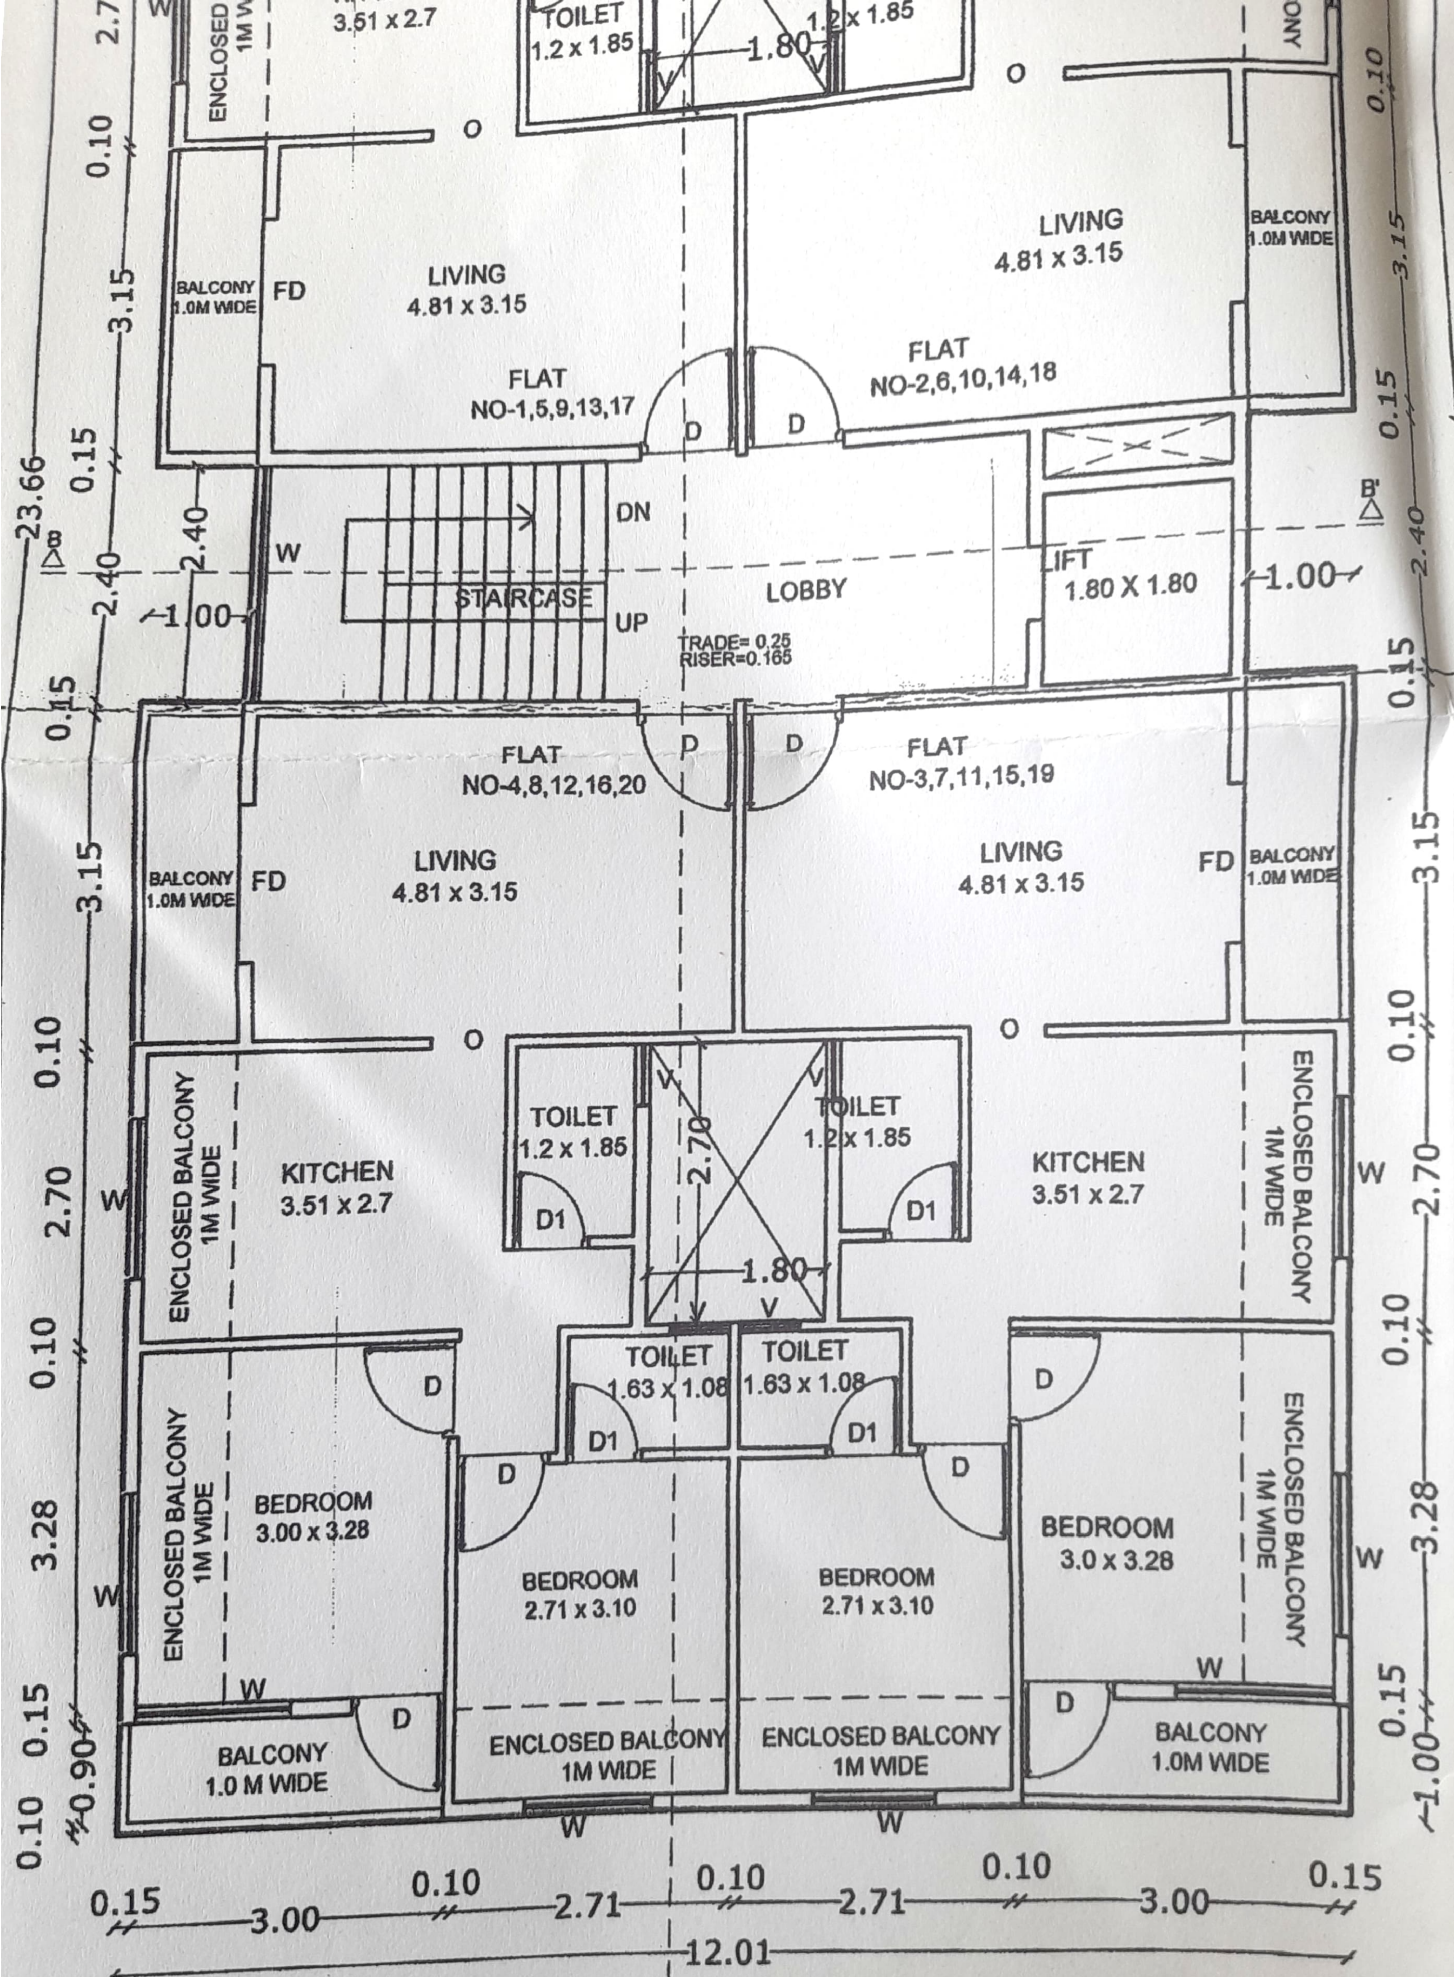 W
2.7
ENCLOSED
1M W
3.51 x 2.7
TOILET
1.2 x 1.85
1.2 x 1.85
1.80
V
V
O
O
0.10
0.10
LIVING
4.81 x 3.15
BALCONY
1.0M WIDE
3.15
BALCONY
1.0M WIDE
FD
LIVING
4.81 x 3.15
3.15
FLAT
NO-1,5,9,13,17
FLAT
NO-2,6,10,14,18
D
D
0.15
0.15
23.66
2.40
2.40
B
W
1.00
DN
STAIRCASE
UP
LOBBY
TRADE= 0.25
RISER=0.165
LIFT
1.80 X 1.80
1.00
B'
2.40
0.15
0.15
FLAT
NO-4,8,12,16,20
D
D
FLAT
NO-3,7,11,15,19
LIVING
4.81 x 3.15
LIVING
4.81 x 3.15
BALCONY
1.0M WIDE
FD
FD
BALCONY
1.0M WIDE
3.15
3.15
0.10
O
O
0.10
ENCLOSED BALCONY
1M WIDE
KITCHEN
3.51 x 2.7
TOILET
1.2 x 1.85
D1
V
V
2.70
1.80
V
V
TOILET
1.2 x 1.85
D1
KITCHEN
3.51 x 2.7
ENCLOSED BALCONY
1M WIDE
W
W
2.70
2.70
0.10
0.10
D
TOILET
1.63 x 1.08
D1
TOILET
1.63 x 1.08
D1
D
D
D
ENCLOSED BALCONY
1M WIDE
BEDROOM
3.00 x 3.28
BEDROOM
2.71 x 3.10
BEDROOM
2.71 x 3.10
BEDROOM
3.0 x 3.28
ENCLOSED BALCONY
1M WIDE
W
W
3.28
3.28
W
W
D
D
0.15
0.15
BALCONY
1.0 M WIDE
ENCLOSED BALCONY
1M WIDE
ENCLOSED BALCONY
1M WIDE
BALCONY
1.0M WIDE
0.90
1.00
0.10
W
W
0.15
0.10
0.10
0.10
0.15
3.00
2.71
2.71
3.00
12.01